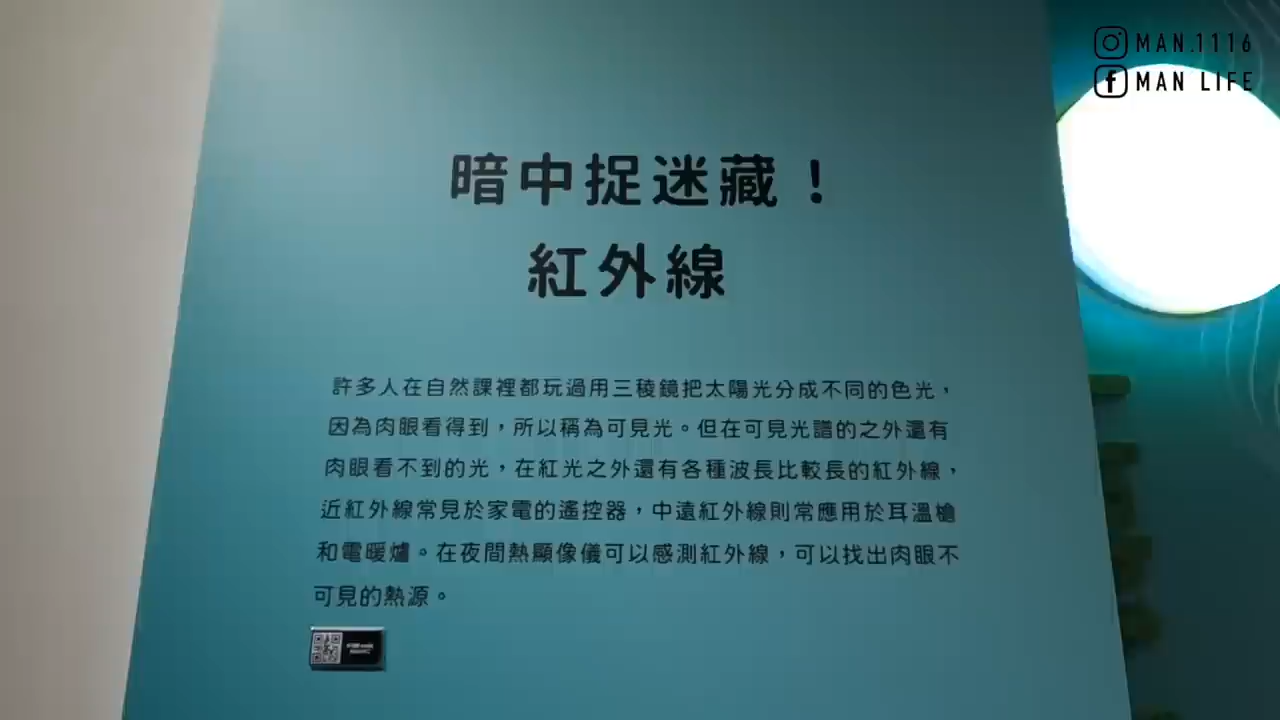 MAN.1116
MAN LIFE
暗中捉迷藏！
紅外線
許多人在自然課裡都玩過用三稜鏡把太陽光分成不同的色光，
因為肉眼看得到，所以稱為可見光。但在可見光譜的之外還有
肉眼看不到的光，在紅光之外還有各種波長比較長的紅外線，
近紅外線常見於家電的遙控器，中遠紅外線則常應用於耳溫槍
和電暖爐。在夜間熱顯像儀可以感測紅外線，可以找出肉眼不
可見的熱源。